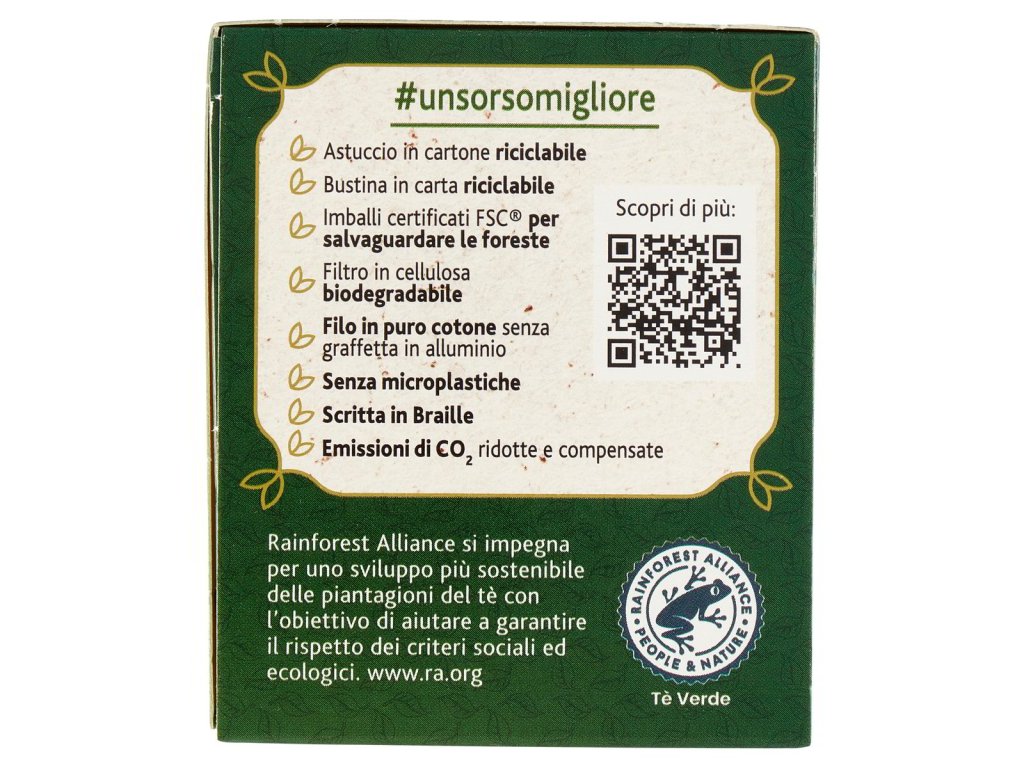 #unsorsomigliore
Astuccio in cartone riciclabile
Bustina in carta riciclabile
Imballi certificati FSC® per
salvaguardare le foreste
Filtro in cellulosa
biodegradabile
Filo in puro cotone senza
graffetta in alluminio
Senza microplastiche
Scritta in Braille
Emissioni di CO₂ ridotte e compensate
Scopri di più:
Rainforest Alliance si impegna
per uno sviluppo più sostenibile
delle piantagioni del tè con
l'obiettivo di aiutare a garantire
il rispetto dei criteri sociali ed
ecologici. www.ra.org
RAINFOREST ALLIANCE
PEOPLE & NATURE
Tè Verde